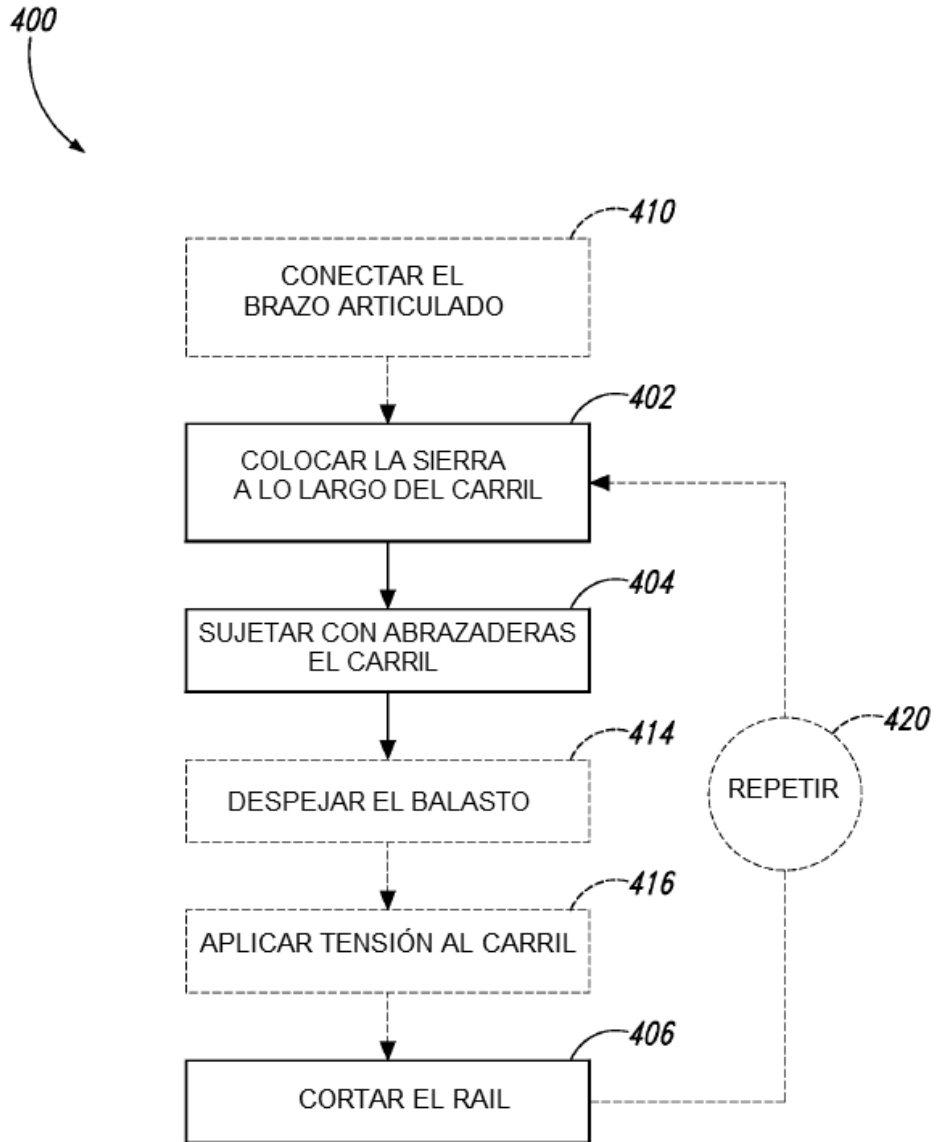 400
410
CONECTAR EL
BRAZO ARTICULADO
402
COLOCAR LA SIERRA
A LO LARGO DEL CARRIL
404
SUJETAR CON ABRAZADERAS
EL CARRIL
414
DESPEJAR EL BALASTO
420
REPETIR
416
APLICAR TENSIÓN AL CARRIL
406
CORTAR EL RAIL